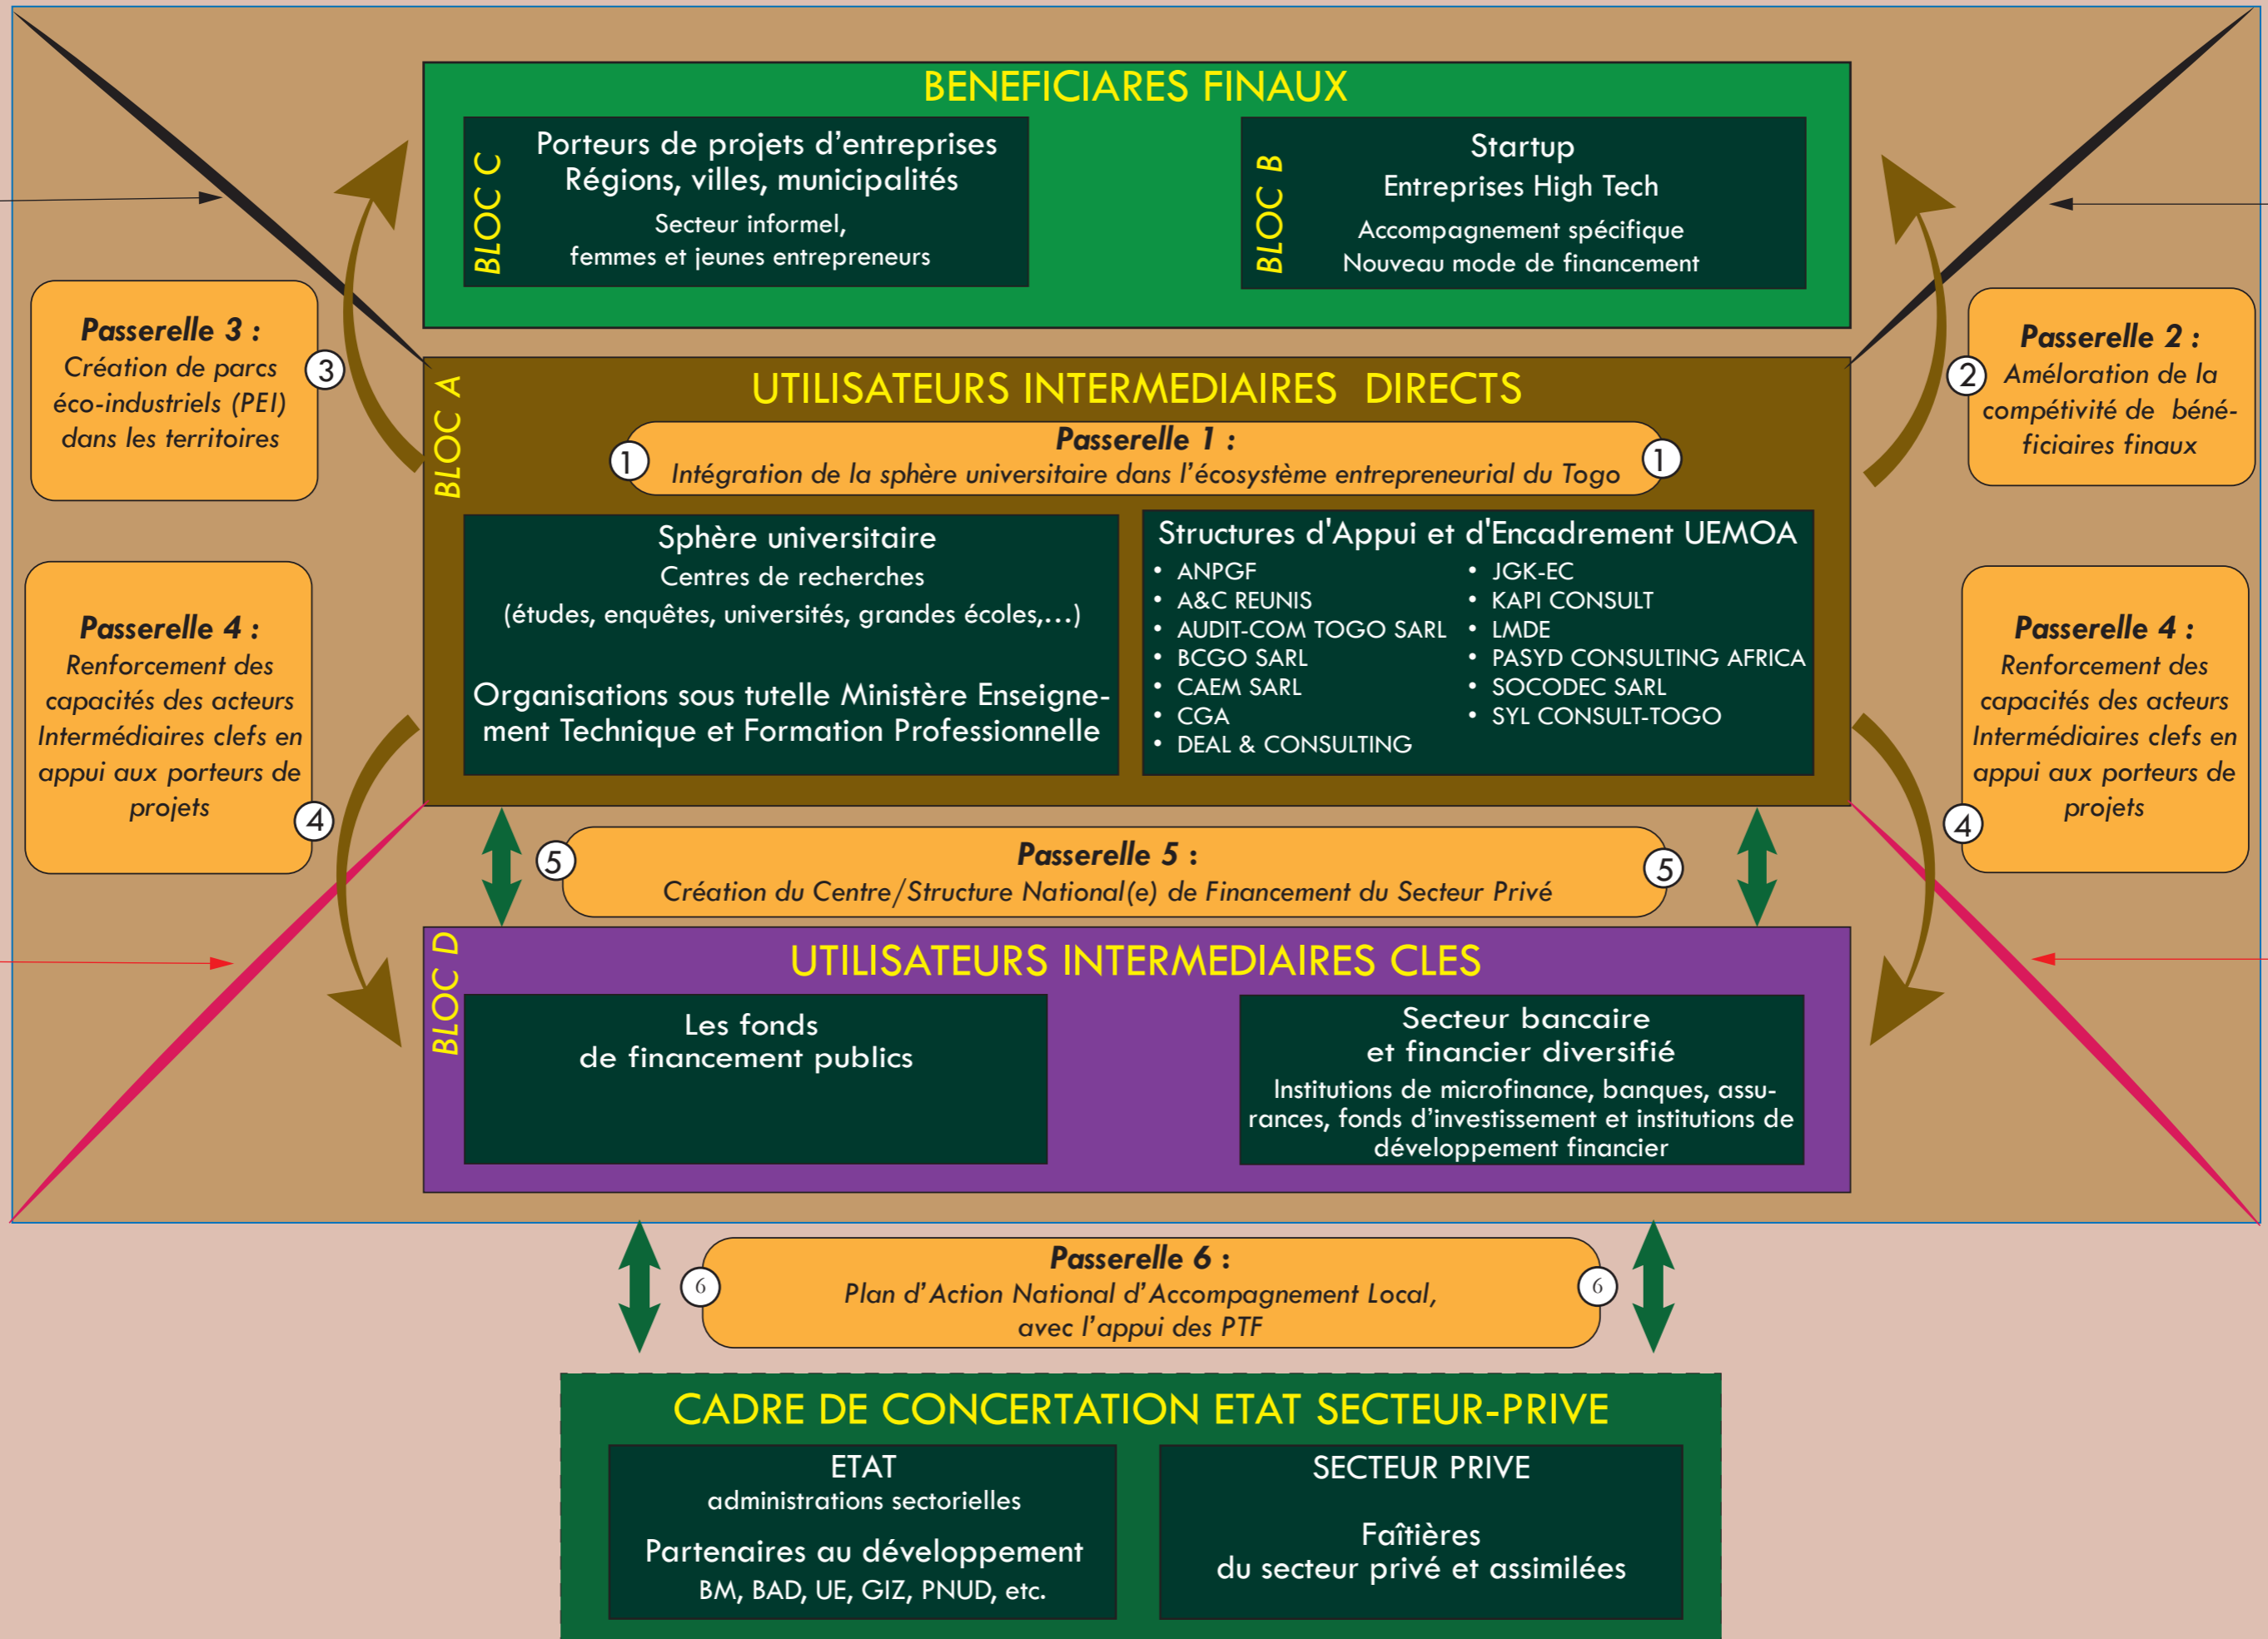 BENEFICIARES FINAUX
BLOC C
Porteurs de projets d’entreprises
Régions, villes, municipalités
Secteur informel,
femmes et jeunes entrepreneurs
BLOC B
Startup
Entreprises High Tech
Accompagnement spécifique
Nouveau mode de financement
Passerelle 3 :
Création de parcs
éco-industriels (PEI)
dans les territoires
3
Passerelle 2 :
Améloration de la
compétivité de béné-
ficiaires finaux
2
BLOC A
UTILISATEURS INTERMEDIAIRES DIRECTS
1
Passerelle 1 :
Intégration de la sphère universitaire dans l’écosystème entrepreneurial du Togo
1
Sphère universitaire
Centres de recherches
(études, enquêtes, universités, grandes écoles,...)
Organisations sous tutelle Ministère Enseigne-
ment Technique et Formation Professionnelle
Structures d'Appui et d'Encadrement UEMOA
• ANPGF
• A&C REUNIS
• AUDIT-COM TOGO SARL
• BCGO SARL
• CAEM SARL
• CGA
• DEAL & CONSULTING
• JGK-EC
• KAPI CONSULT
• LMDE
• PASYD CONSULTING AFRICA
• SOCODEC SARL
• SYL CONSULT-TOGO
Passerelle 4 :
Renforcement des
capacités des acteurs
Intermédiaires clefs en
appui aux porteurs de
projets
4
Passerelle 4 :
Renforcement des
capacités des acteurs
Intermédiaires clefs en
appui aux porteurs de
projets
4
5
Passerelle 5 :
Création du Centre/Structure National(e) de Financement du Secteur Privé
5
BLOC D
UTILISATEURS INTERMEDIAIRES CLES
Les fonds
de financement publics
Secteur bancaire
et financier diversifié
Institutions de microfinance, banques, assu-
rances, fonds d’investissement et institutions de
développement financier
6
Passerelle 6 :
Plan d’Action National d’Accompagnement Local,
avec l’appui des PTF
6
CADRE DE CONCERTATION ETAT SECTEUR-PRIVE
ETAT
administrations sectorielles
Partenaires au développement
BM, BAD, UE, GIZ, PNUD, etc.
SECTEUR PRIVE
Faîtières
du secteur privé et assimilées